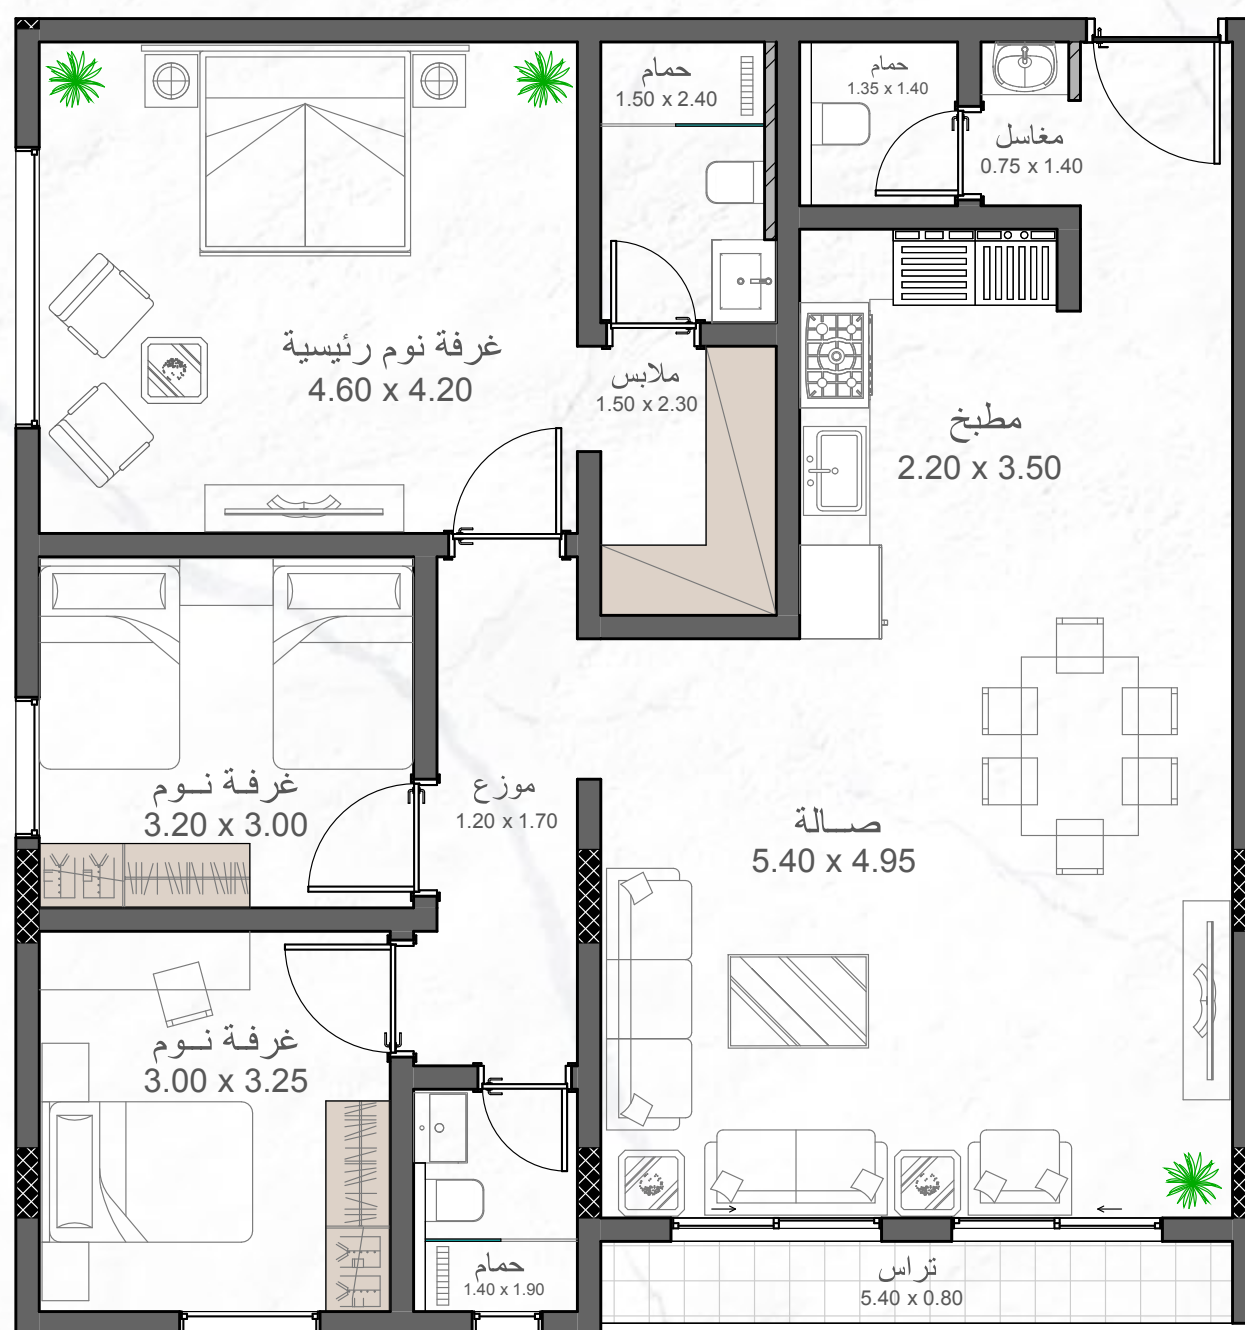 حمام
1.50 x 2.40
حمام
1.35 x 1.40
مغاسل
0.75 x 1.40
غرفة نوم رئيسية
4.60 x 4.20
ملابس
1.50 x 2.30
مطبخ
2.20 x 3.50
غرفة نــوم
3.20 x 3.00
موزع
1.20 x 1.70
صــالة
5.40 x 4.95
غرفة نــوم
3.00 x 3.25
حمام
1.40 x 1.90
تراس
5.40 x 0.80